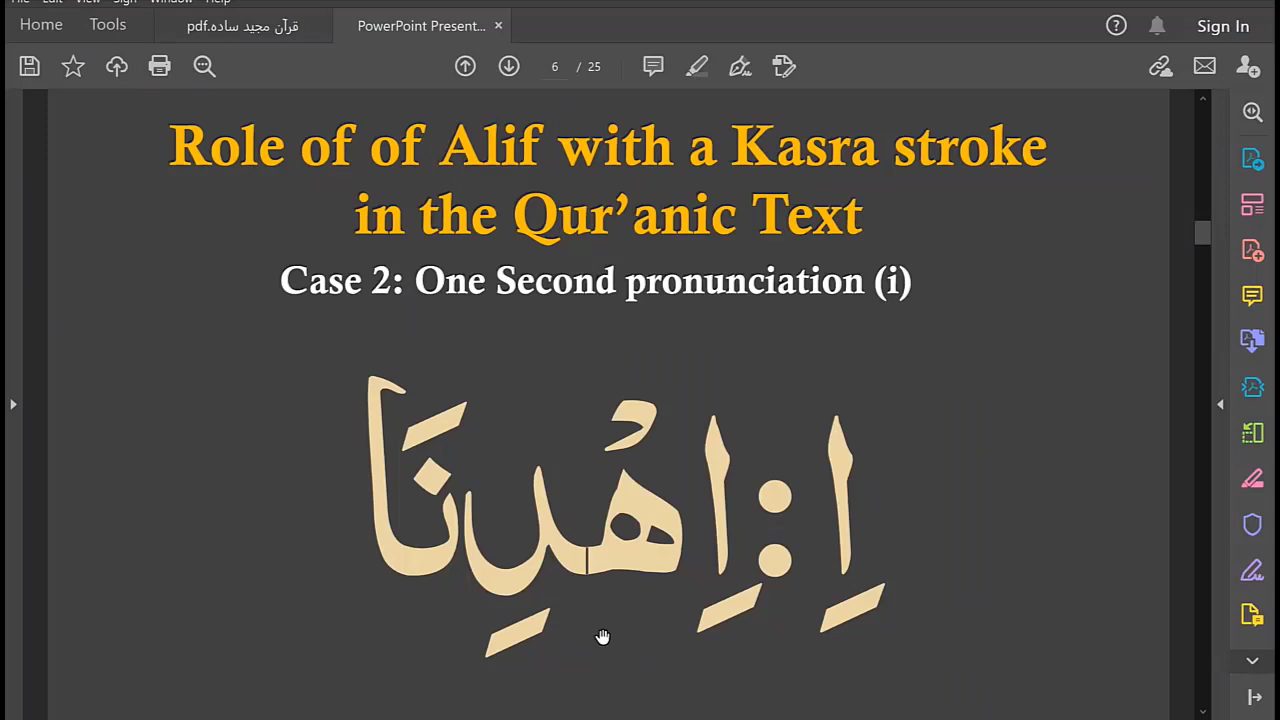 Home Tools قرآن مجيد ساده.pdf PowerPoint Present... × Sign In
6 / 25
Role of of Alif with a Kasra stroke
in the Qur’anic Text
Case 2: One Second pronunciation (i)
اِ : اِهْدِنَا